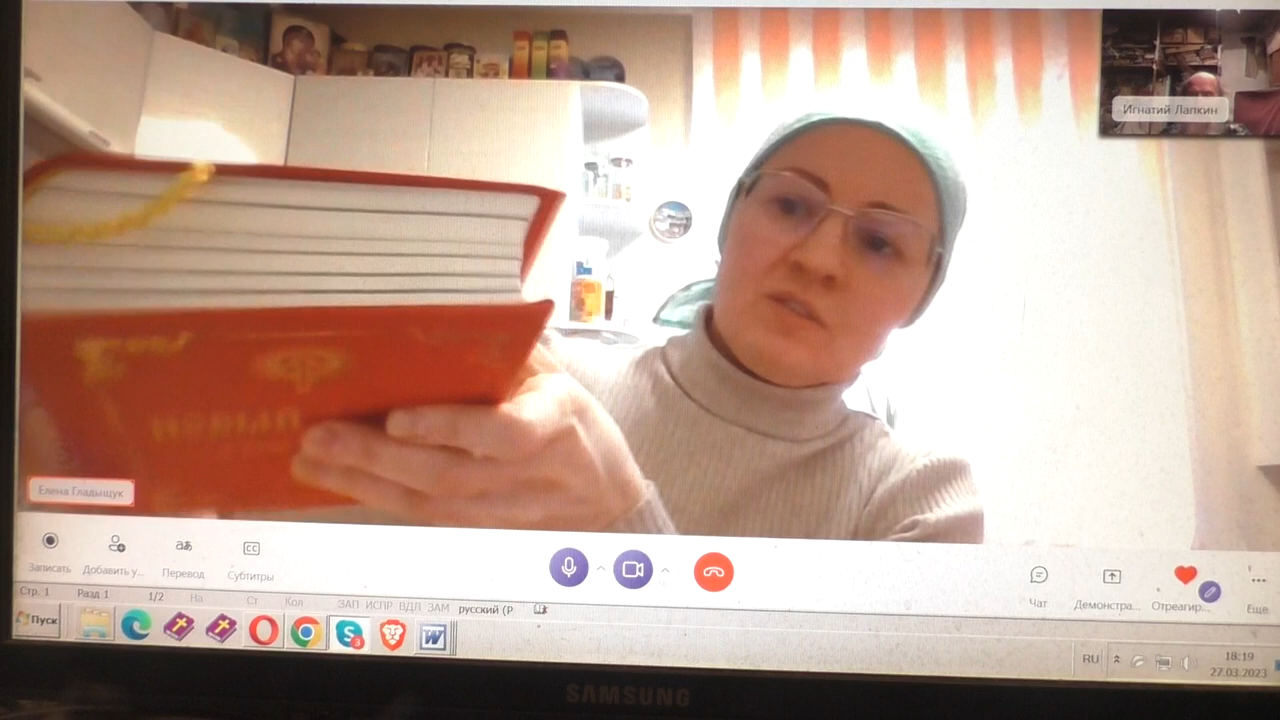 Игнатий Лапкин
Елена Гладыщук
Записать
Добавить у...
Перевод
Субтитры
Чат
Демонстра...
Отреагир...
Еще
Стр. 1 Разд 1 1/2 На Ст Кол ЗАП ИСПР ВДЛ ЗАМ русский (Р
Пуск
RU
18:19
27.03.2023
SAMSUNG